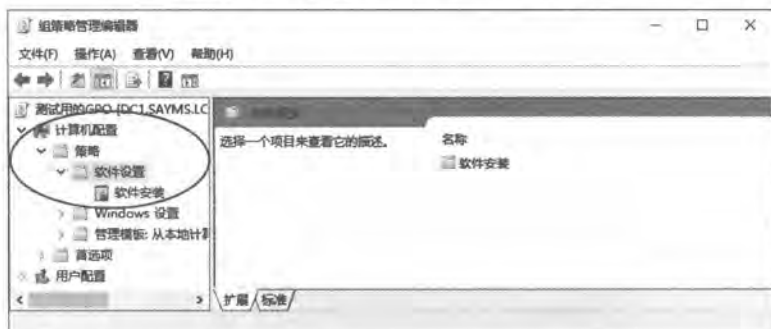 组策略管理编辑器
文件(F) 操作(A) 查看(V) 帮助(H)
测试用的GPO [DC1.SAYMS.LC
计算机配置
策略
软件设置
软件安装
Windows 设置
管理模板: 从本地计
首选项
用户配置
选择一个项目来查看它的描述。
名称
软件安装
扩展 标准